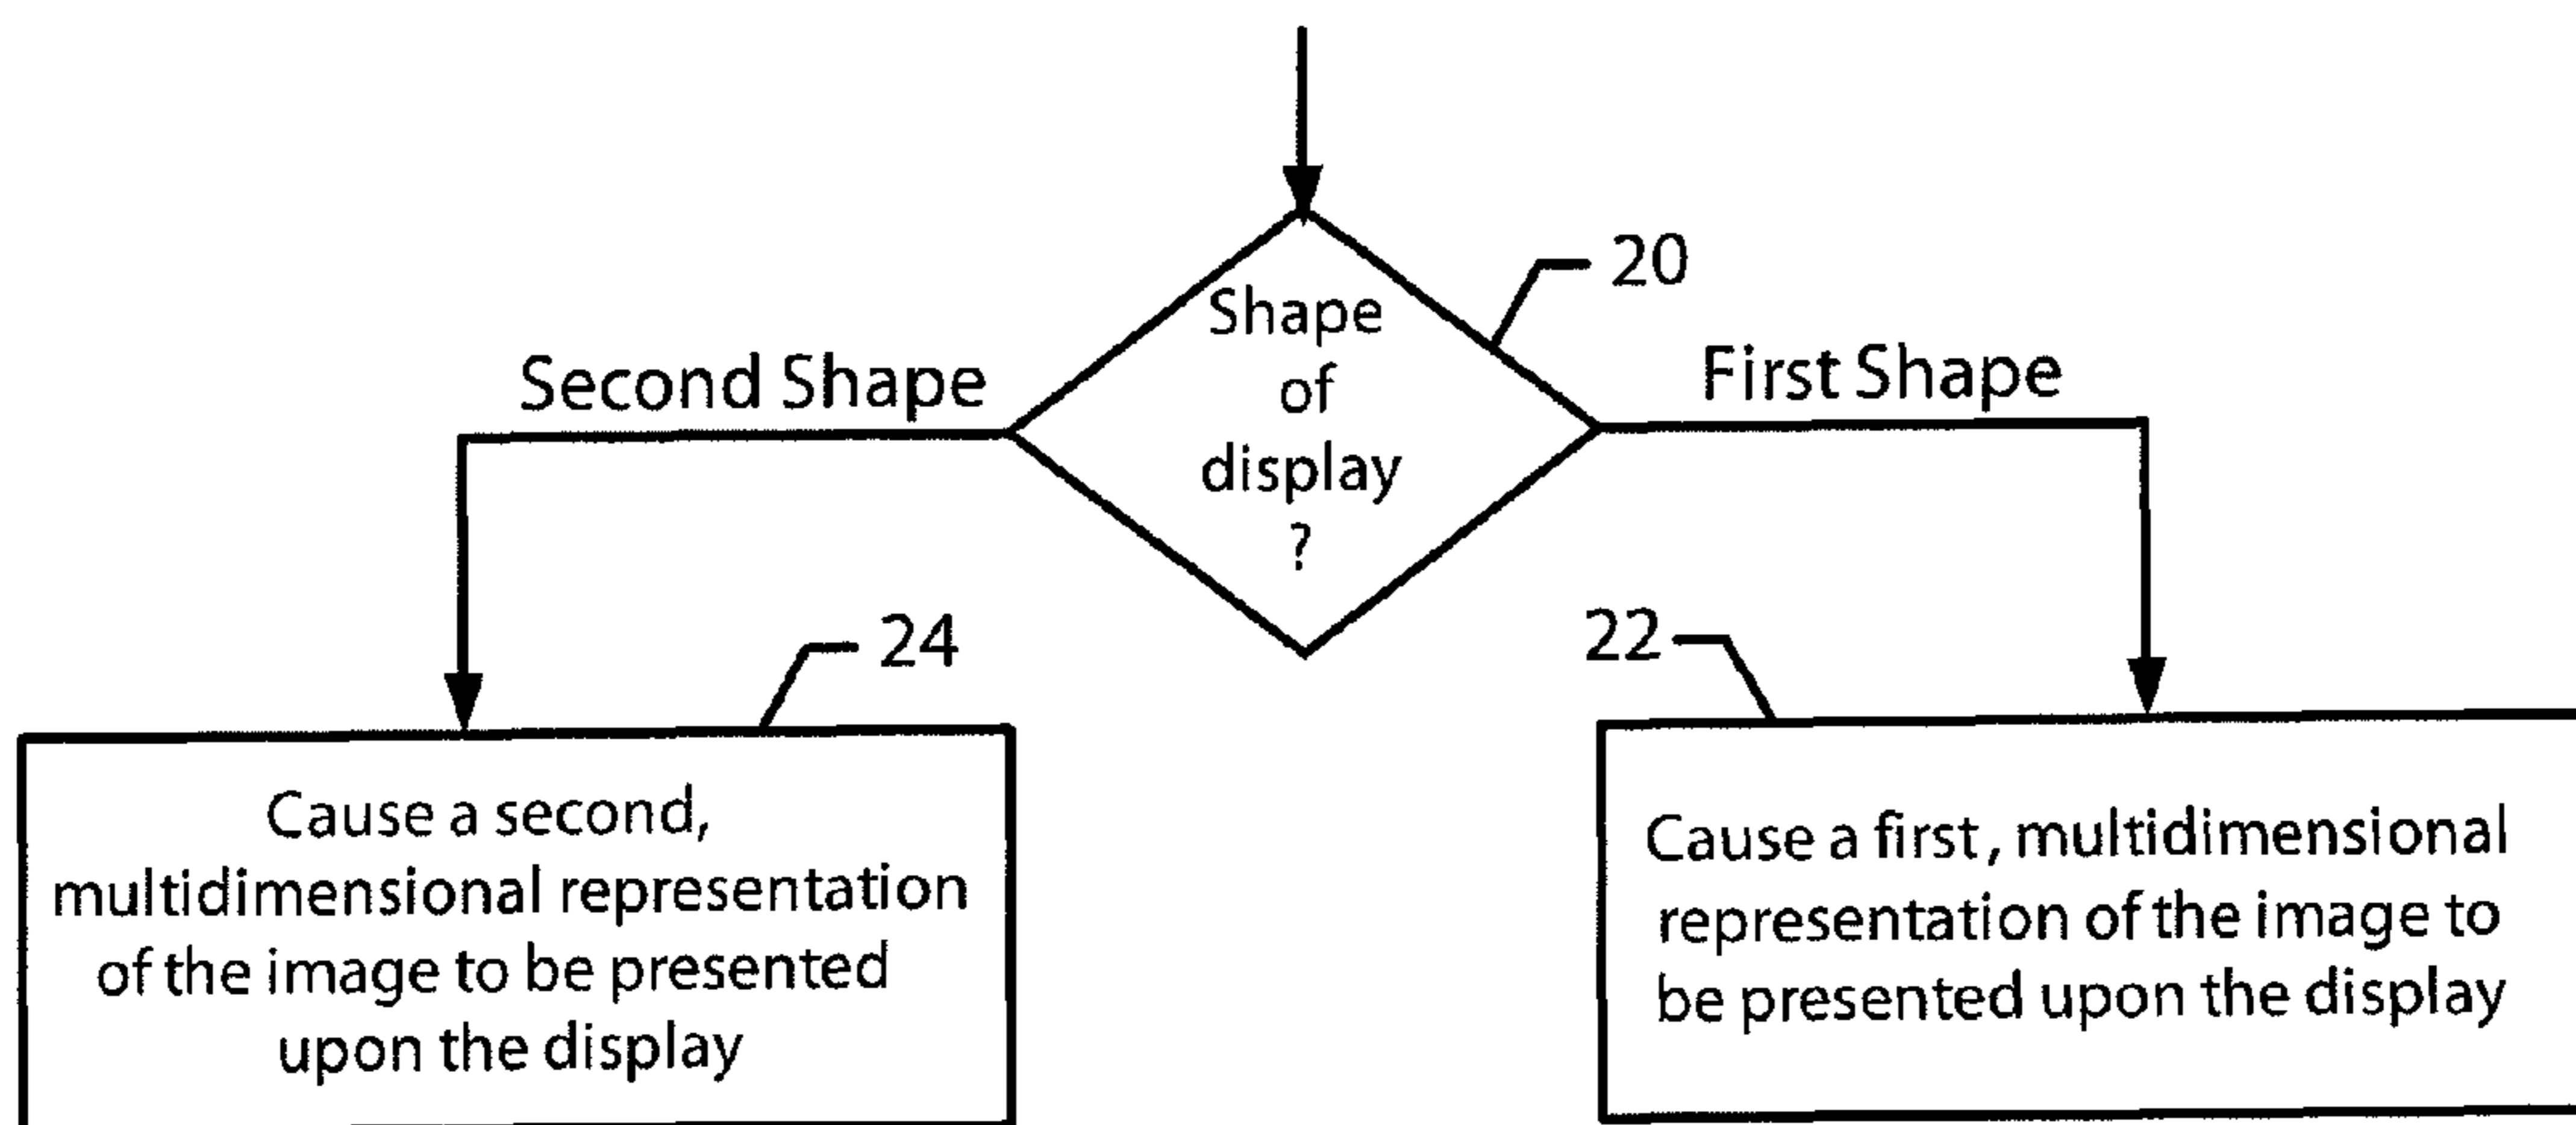 20
Shape
of
display
?
Second Shape
First Shape
24
22
Cause a second,
multidimensional representation
of the image to be presented
upon the display
Cause a first, multidimensional
representation of the image to
be presented upon the display